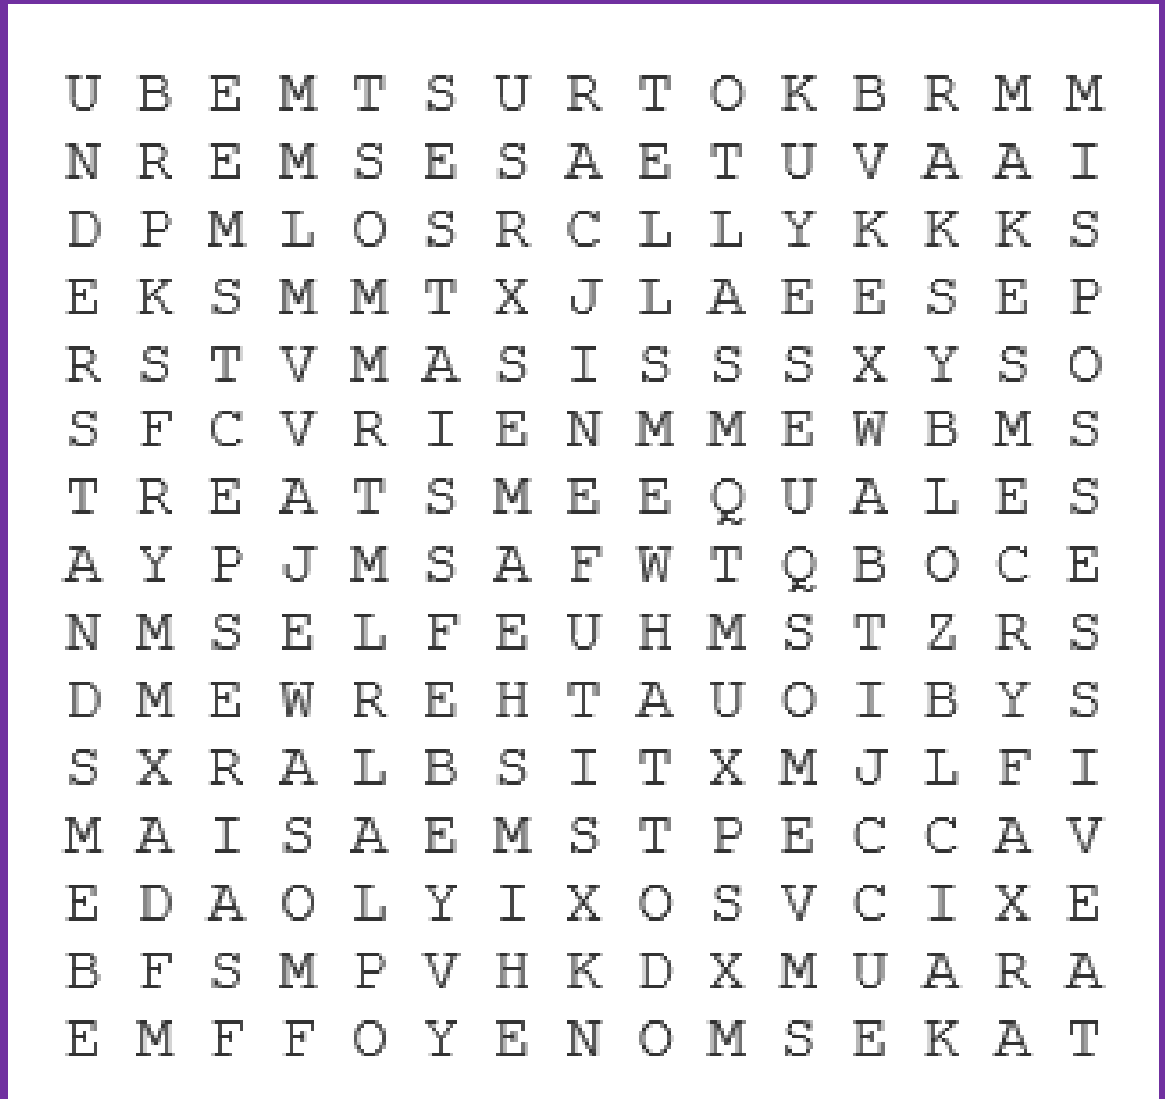 U B E M T S U R T O K B R M M
N R E M S E S A E T U V A A I
D P M L O S R C L L Y K K K S
E K S M M T X J L A E E S E P
R S T V M A S I S S S X Y S O
S F C V R I E N M M E W B M S
T R E A T S M E E Q U A L E S
A Y P J M S A F W T Q B O C E
N M S E L F E U H M S T Z R S
D M E W R E H T A U O I B Y S
S X R A L B S I T X M J L F I
M A I S A E M S T P E C C A V
E D A O L Y I X O S V C I X E
B F S M P V H K D X M U A R A
E M F F O Y E N O M S E K A T